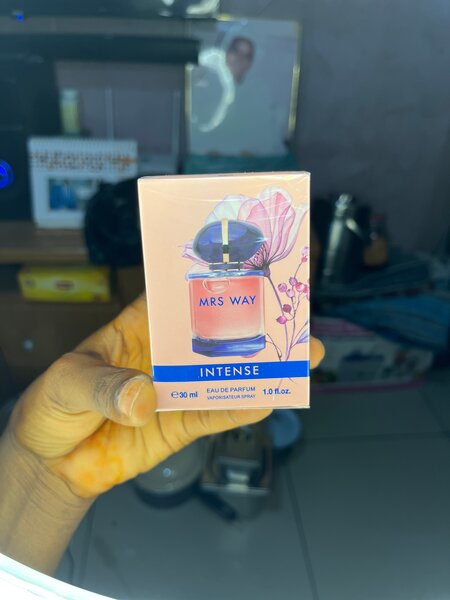 MRS WAY
INTENSE
℮30 ml
EAU DE PARFUM
VAPORISATEUR SPRAY
1.0 fl.oz.